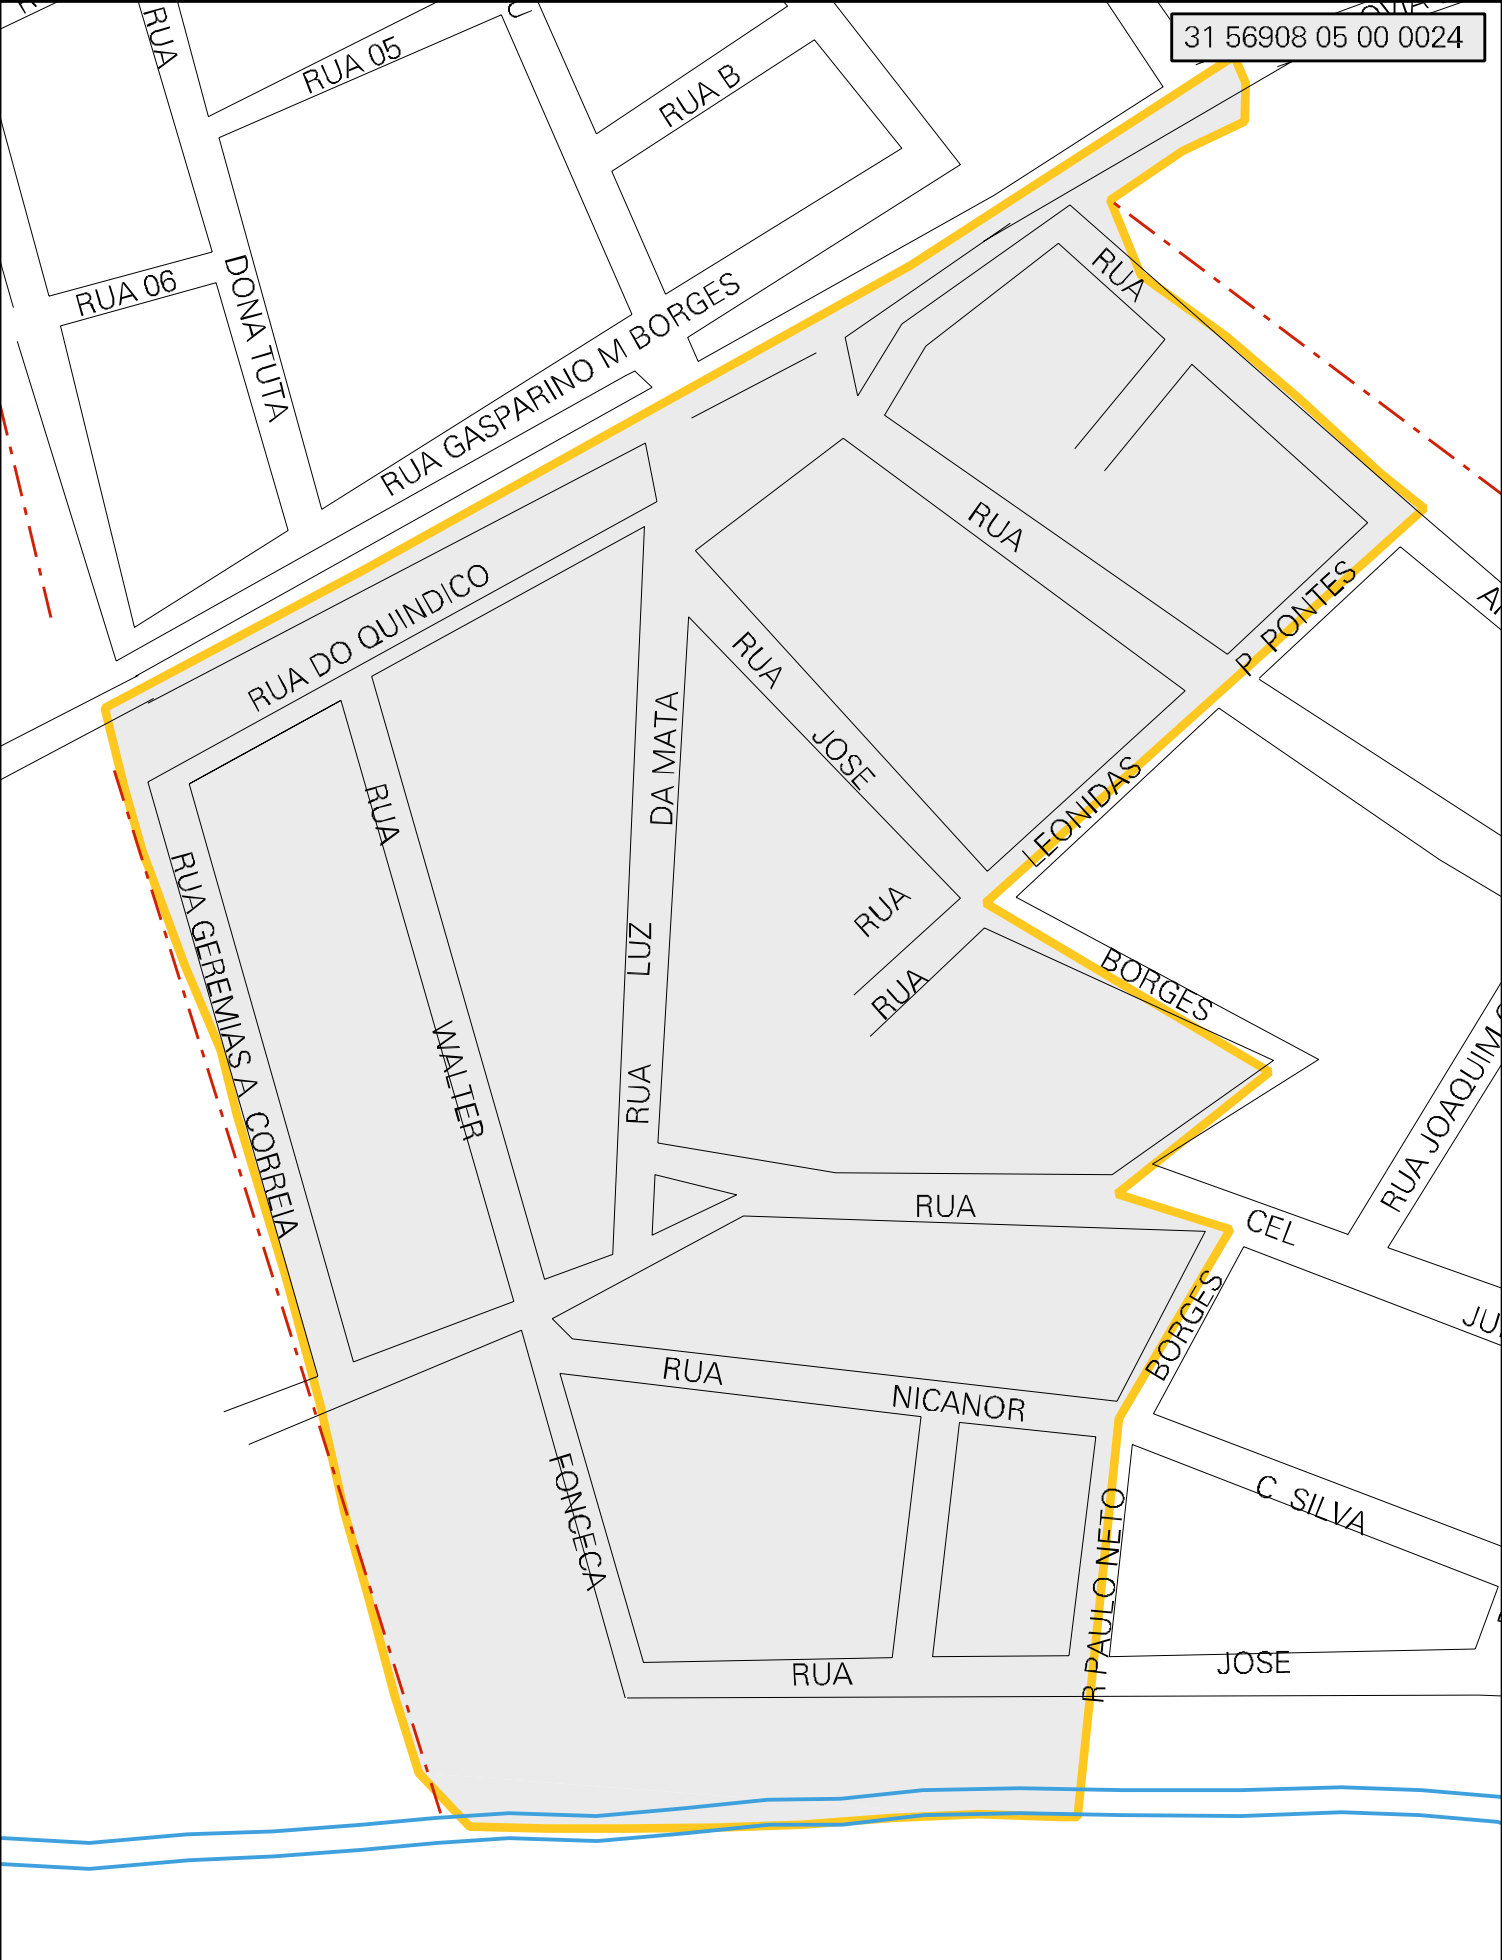 31 56908 05 00 0024
RUA
RUA 05
RUA B
RUA 06
DONA TUTA
RUA GASPARINO M BORGES
RUA
RUA
RUA DO QUINDICO
P PONTES
RUA
JOSE
DA MATA
LEONIDAS
RUA
RUA GEREMIAS A CORREIA
RUA
RUA
BORGES
LUZ
WALTER
RUA
RUA JOAQUIM
RUA
CEL
BORGES
RUA
NICANOR
FONCECA
C SILVA
R PAULO NETO
RUA
JOSE